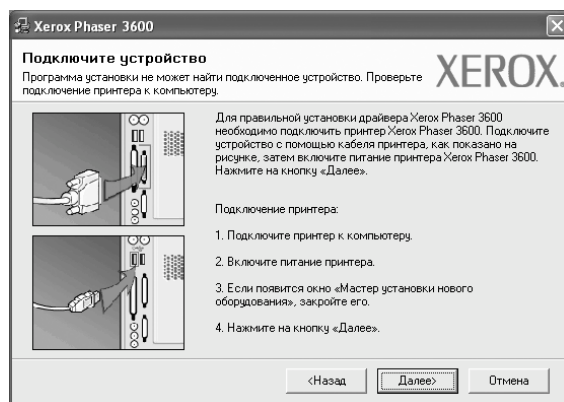 Xerox Phaser 3600
Подключите устройство
Программа установки не может найти подключенное устройство. Проверьте
подключение принтера к компьютеру.
XEROX.
Для правильной установки драйвера Xerox Phaser 3600
необходимо подключить принтер Xerox Phaser 3600. Подключите
устройство с помощью кабеля принтера, как показано на
рисунке, затем включите питание принтера Xerox Phaser 3600.
Нажмите на кнопку «Далее».
Подключение принтера:
1. Подключите принтер к компьютеру.
2. Включите питание принтера.
3. Если появится окно «Мастер установки нового
оборудования», закройте его.
4. Нажмите на кнопку «Далее».
<Назад
Далее>
Отмена